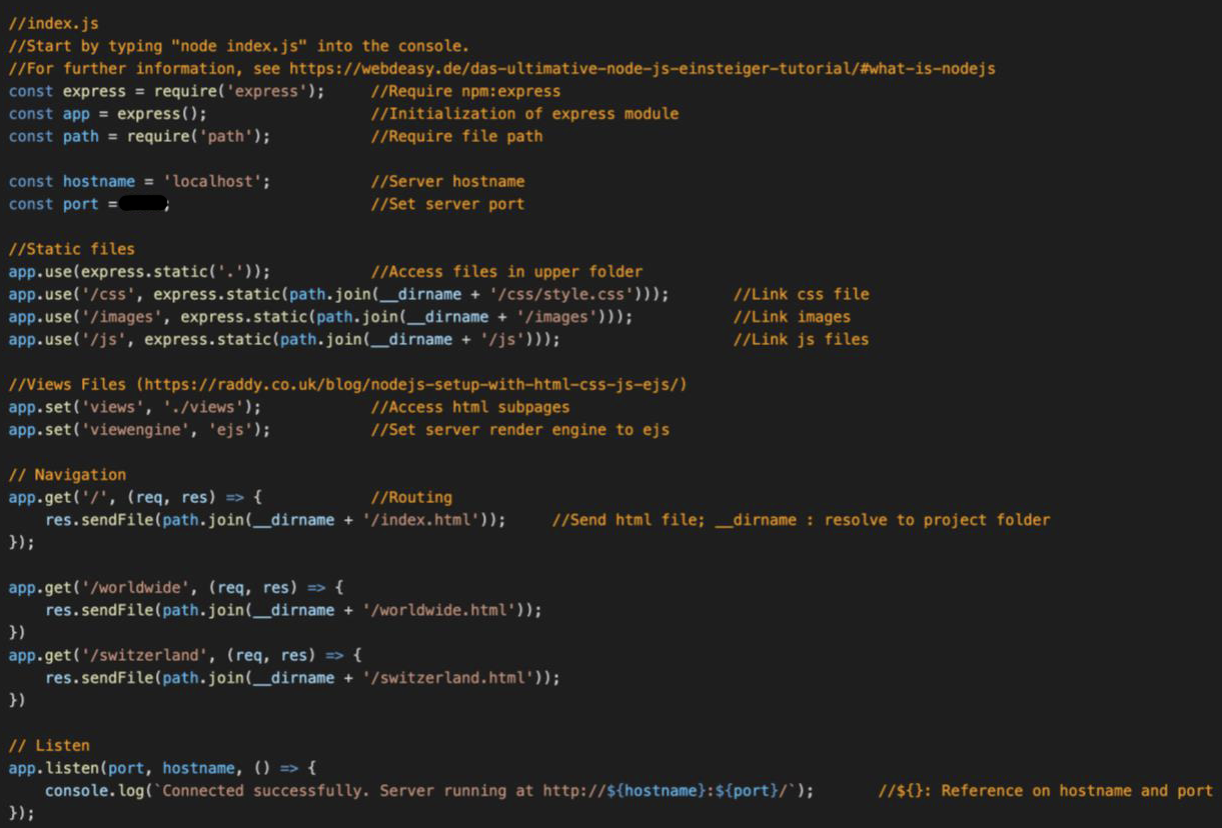 //index.js
//Start by typing "node index.js" into the console.
//For further information, see https://webdeasy.de/das-ultimative-node-js-einsteiger-tutorial/#what-is-nodejs
const express = require('express');     //Require npm:express
const app = express();                  //Initialization of express module
const path = require('path');           //Require file path
const hostname = 'localhost';           //Server hostname
const port = ;                          //Set server port
//Static files
app.use(express.static('.'));           //Access files in upper folder
app.use('/css', express.static(path.join(__dirname + '/css/style.css')));       //Link css file
app.use('/images', express.static(path.join(__dirname + '/images')));           //Link images
app.use('/js', express.static(path.join(__dirname + '/js')));                   //Link js files
//Views Files (https://raddy.co.uk/blog/nodejs-setup-with-html-css-js-ejs/)
app.set('views', './views');            //Access html subpages
app.set('viewengine', 'ejs');           //Set server render engine to ejs
// Navigation
app.get('/', (req, res) => {            //Routing
    res.sendFile(path.join(__dirname + '/index.html'));     //Send html file; __dirname : resolve to project folder
});
app.get('/worldwide', (req, res) => {
    res.sendFile(path.join(__dirname + '/worldwide.html'));
})
app.get('/switzerland', (req, res) => {
    res.sendFile(path.join(__dirname + '/switzerland.html'));
})
// Listen
app.listen(port, hostname, () => {
    console.log(`Connected successfully. Server running at http://${hostname}:${port}/`);       //${}: Reference on hostname and port
});